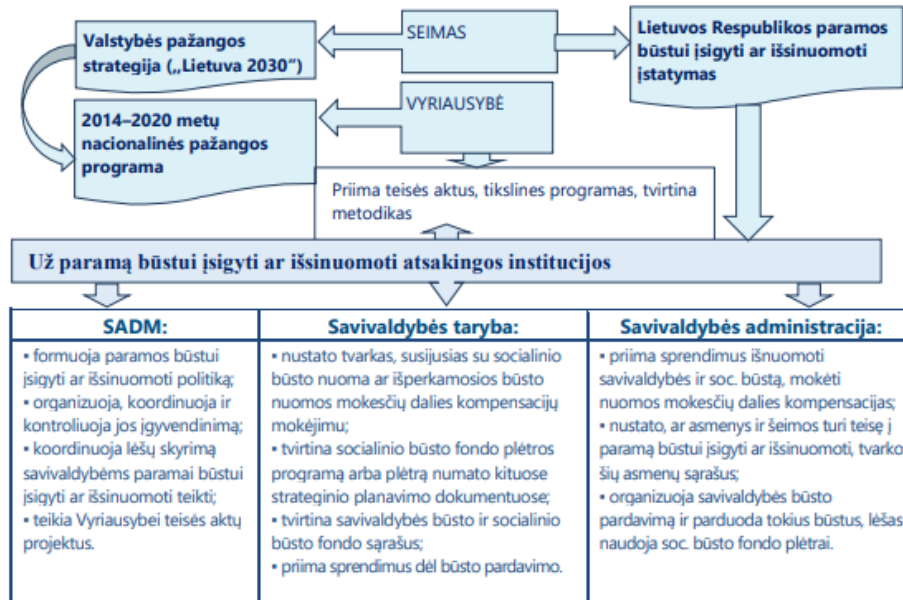 Valstybės pažangos
strategija („Lietuva 2030“)
SEIMAS
Lietuvos Respublikos paramos
būstui įsigyti ar išsinuomoti
įstatymas
2014–2020 metų
nacionalinės pažangos
programa
VYRIAUSYBĖ
Priima teisės aktus, tikslines programas, tvirtina
metodikas
Už paramą būstui įsigyti ar išsinuomoti atsakingos institucijos
SADM:
▪ formuoja paramos būstui
įsigyti ar išsinuomoti politiką;
▪ organizuoja, koordinuoja ir
kontroliuoja jos įgyvendinimą;
▪ koordinuoja lėšų skyrimą
savivaldybėms paramai būstui
įsigyti ar išsinuomoti teikti;
▪ teikia Vyriausybei teisės aktų
projektus.
Savivaldybės taryba:
▪ nustato tvarkas, susijusias su socialinio
būsto nuoma ar išperkamosios būsto
nuomos mokesčių dalies kompensacijų
mokėjimu;
▪ tvirtina socialinio būsto fondo plėtros
programą arba plėtrą numato kituose
strateginio planavimo dokumentuose;
▪ tvirtina savivaldybės būsto ir socialinio
būsto fondo sąrašus;
▪ priima sprendimus dėl būsto pardavimo.
Savivaldybės administracija:
▪ priima sprendimus išnuomoti
savivaldybės ir soc. būstą, mokėti
nuomos mokesčių dalies kompensacijas;
▪ nustato, ar asmenys ir šeimos turi teisę į
paramą būstui įsigyti ar išsinuomoti, tvarko
šių asmenų sąrašus;
▪ organizuoja savivaldybės būsto
pardavimą ir parduoda tokius būstus, lėšas
naudoja soc. būsto fondo plėtrai.